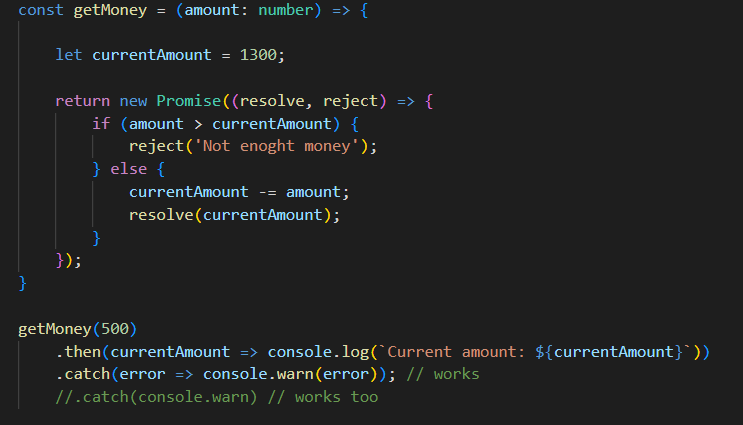 const getMoney = (amount: number) => {
let currentAmount = 1300;
return new Promise((resolve, reject) => {
if (amount > currentAmount) {
reject('Not enoght money');
} else {
currentAmount -= amount;
resolve(currentAmount);
}
});
}
getMoney(500)
.then(currentAmount => console.log(`Current amount: ${currentAmount}`))
.catch(error => console.warn(error)); // works
//.catch(console.warn) // works too